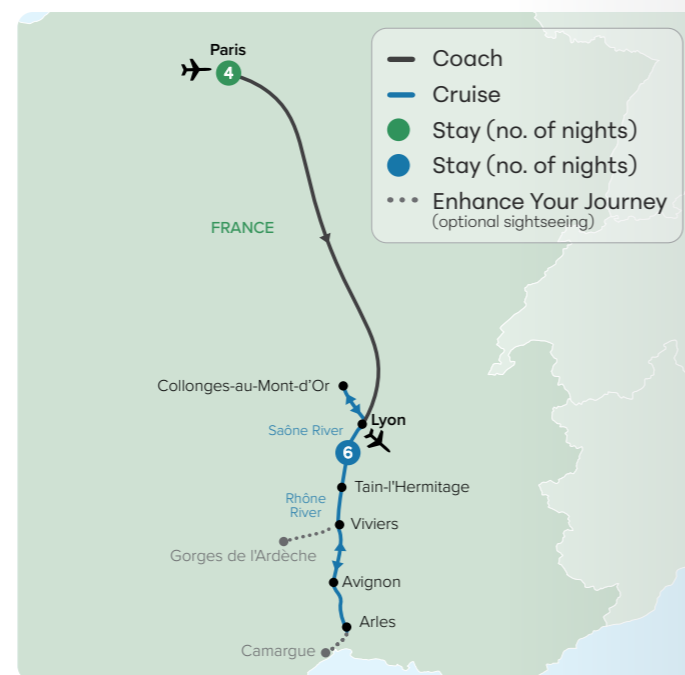 Paris
4
Coach
Cruise
Stay (no. of nights)
Stay (no. of nights)
Enhance Your Journey
(optional sightseeing)
FRANCE
Collonges-au-Mont-d’Or
Lyon
Saône River
6
Tain-l'Hermitage
Rhône
River
Viviers
Gorges de l'Ardèche
Avignon
Arles
Camargue